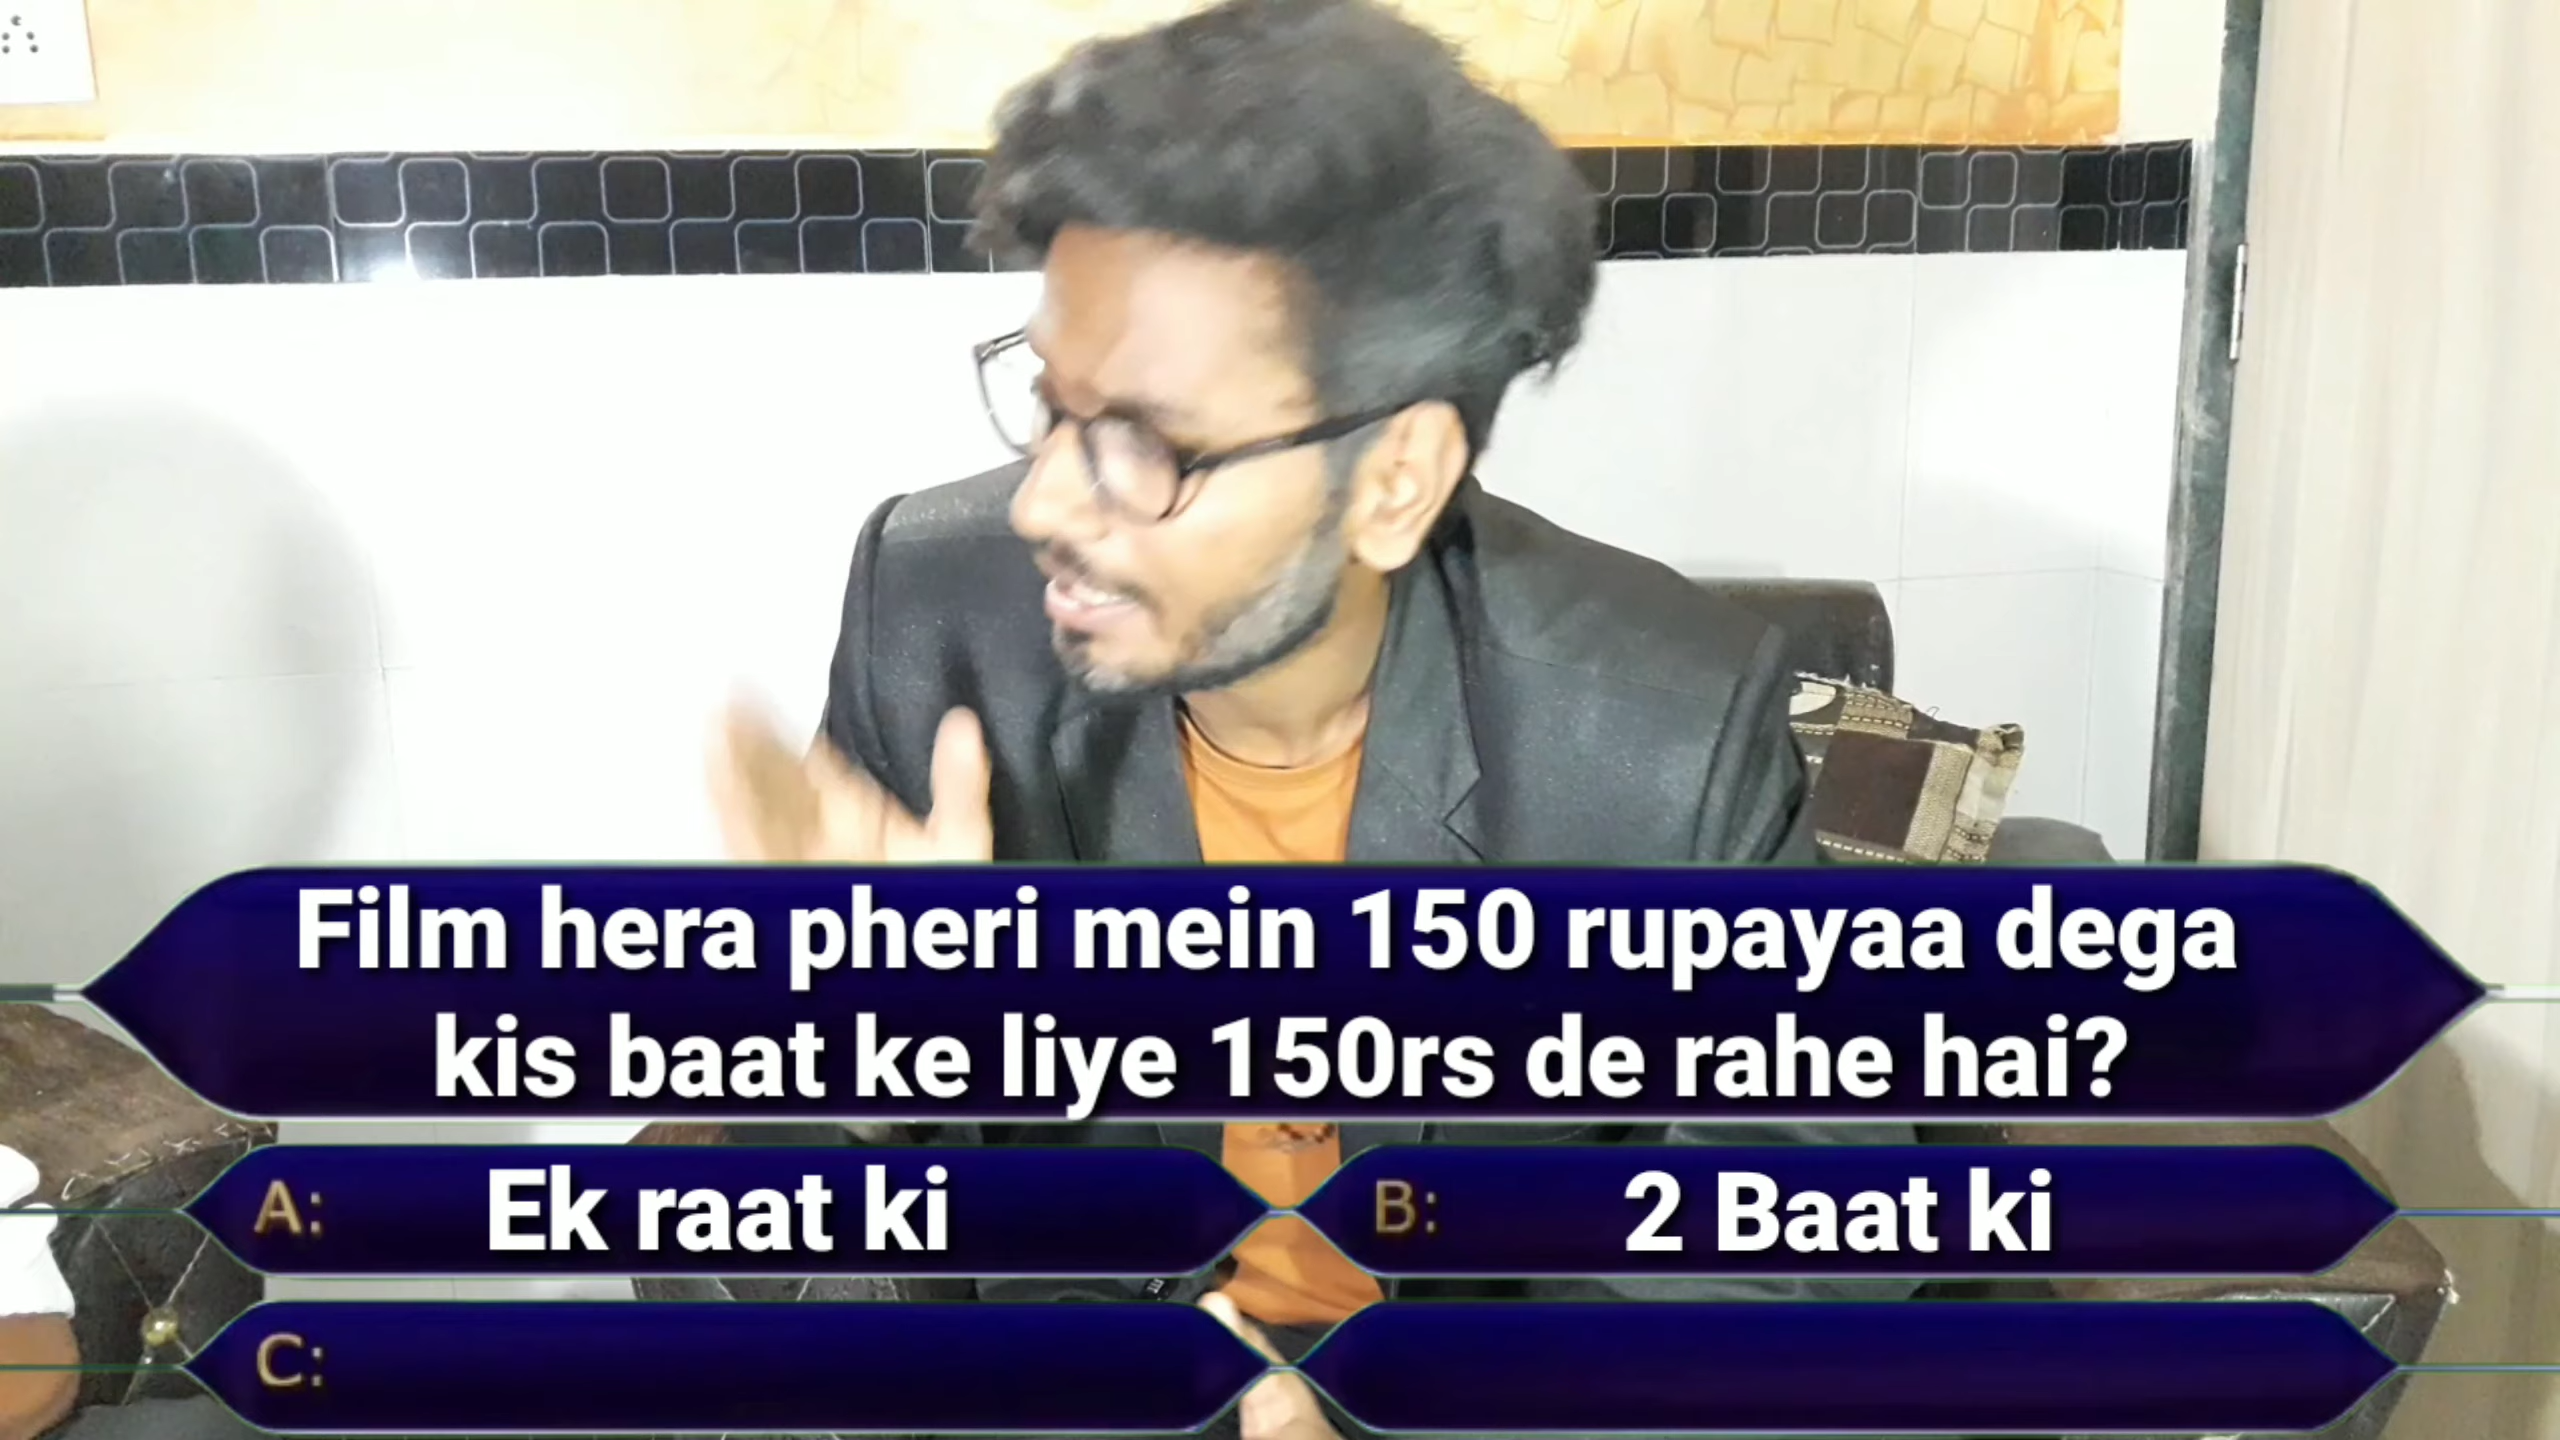 Film hera pheri mein 150 rupayaa dega
kis baat ke liye 150rs de rahe hai?
A: Ek raat ki
B: 2 Baat ki
C: